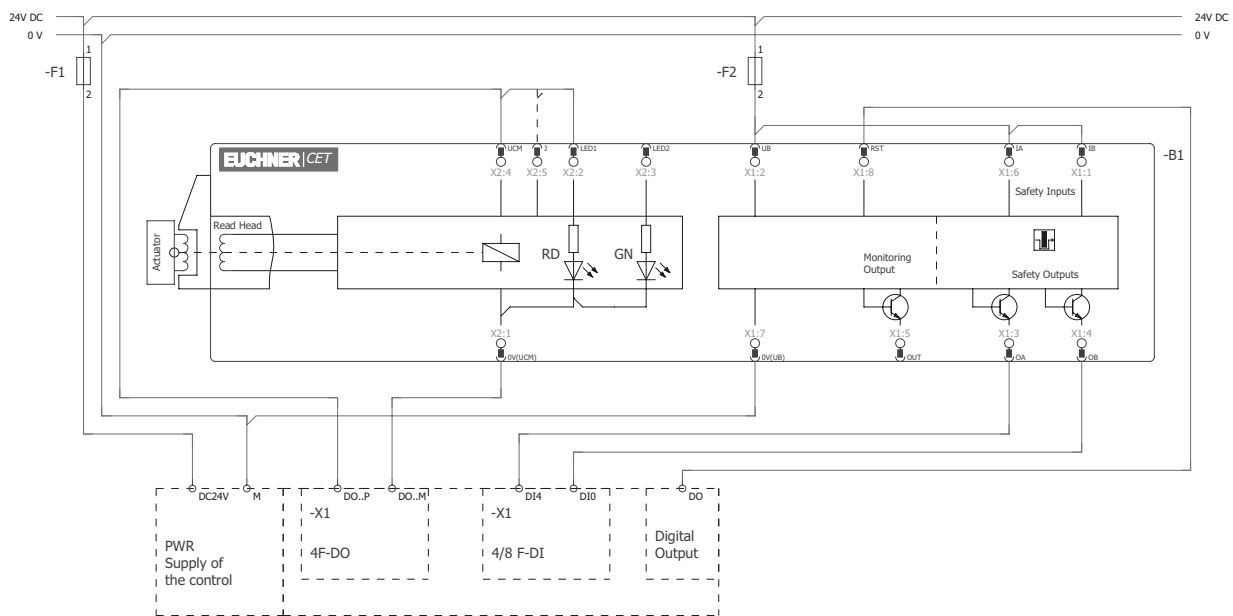 24V DC
24V DC
0 V
0 V
1
1
-F1
-F2
2
2
EUCHNER CET
UCM
J
LED1
LED2
UB
RST
IA
IB
-B1
X2:4
X2:5
X2:2
X2:3
X1:2
X1:8
X1:6
X1:1
Safety Inputs
Read Head
Actuator
RD
GN
Monitoring
Output
Safety Outputs
X2:1
X1:7
X1:5
X1:3
X1:4
0V(UCM)
0V(UB)
OUT
OA
OB
DC24V
M
DO..P
DO..M
DI4
DI0
DO
-X1
-X1
PWR
Supply of
the control
4F-DO
4/8 F-DI
Digital
Output